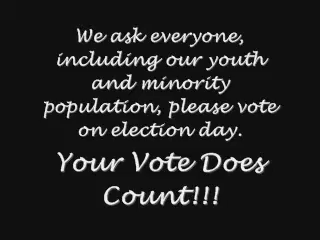 We ask everyone,
including our youth
and minority
population, please vote
on election day.
Your Vote Does
Count!!!